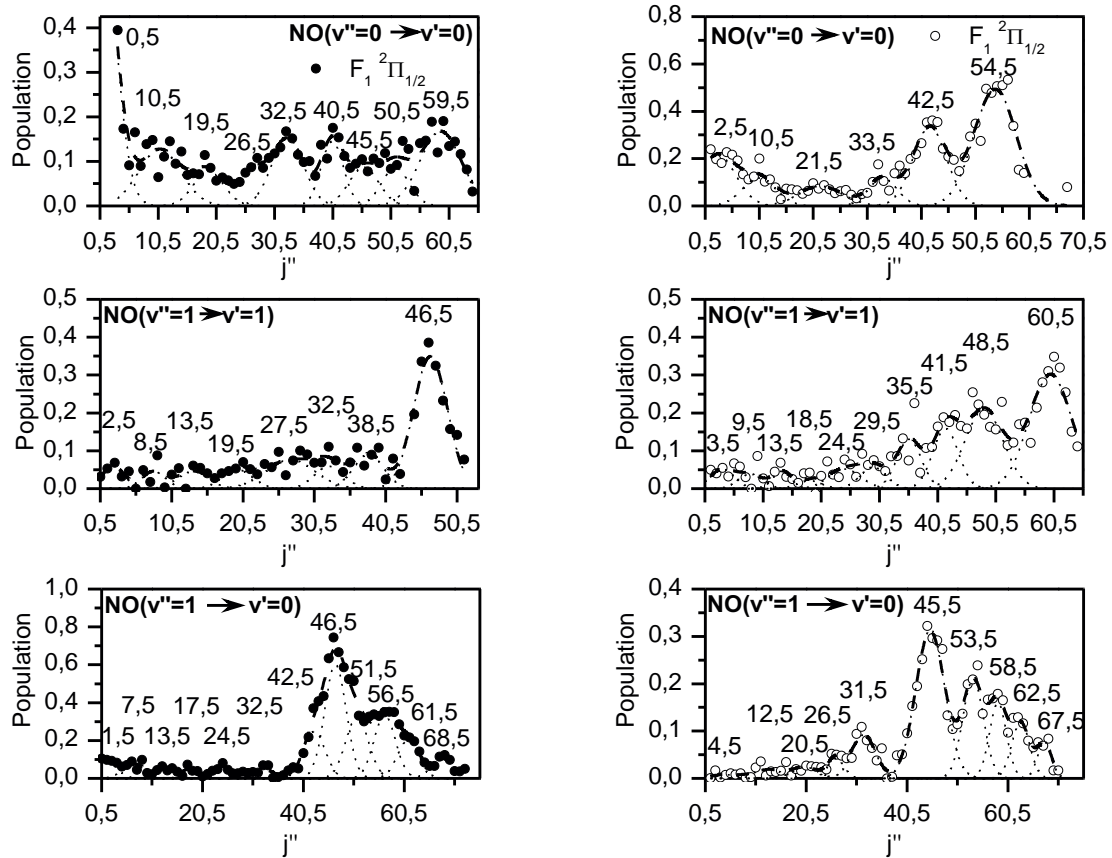 NO(v"=0 → v'=0)
F1 2Π1/2
0,5 10,5 19,5 26,5 32,5 40,5 45,5 50,5 59,5
Population
0,4
0,3
0,2
0,1
0,0
0,5 10,5 20,5 30,5 40,5 50,5 60,5
j"
NO(v"=0 → v'=0)
F1 2Π1/2
2,5 10,5 21,5 33,5 42,5 54,5
Population
0,8
0,6
0,4
0,2
0,0
0,5 10,5 20,5 30,5 40,5 50,5 60,5 70,5
j"
NO(v"=1 → v'=1)
2,5 8,5 13,5 19,5 27,5 32,5 38,5 46,5
Population
0,5
0,4
0,3
0,2
0,1
0,0
0,5 10,5 20,5 30,5 40,5 50,5
j"
NO(v"=1 → v'=1)
3,5 9,5 13,5 18,5 24,5 29,5 35,5 41,5 48,5 60,5
Population
0,5
0,4
0,3
0,2
0,1
0,0
0,5 10,5 20,5 30,5 40,5 50,5 60,5
j"
NO(v"=1 → v'=0)
1,5 7,5 13,5 17,5 24,5 32,5 42,5 46,5 51,5 56,5 61,5 68,5
Population
1,0
0,8
0,6
0,4
0,2
0,0
0,5 10,5 20,5 30,5 40,5 50,5 60,5
j"
NO(v"=1 → v'=0)
4,5 12,5 20,5 26,5 31,5 45,5 53,5 58,5 62,5 67,5
Population
0,4
0,3
0,2
0,1
0,0
0,5 10,5 20,5 30,5 40,5 50,5 60,5
j"